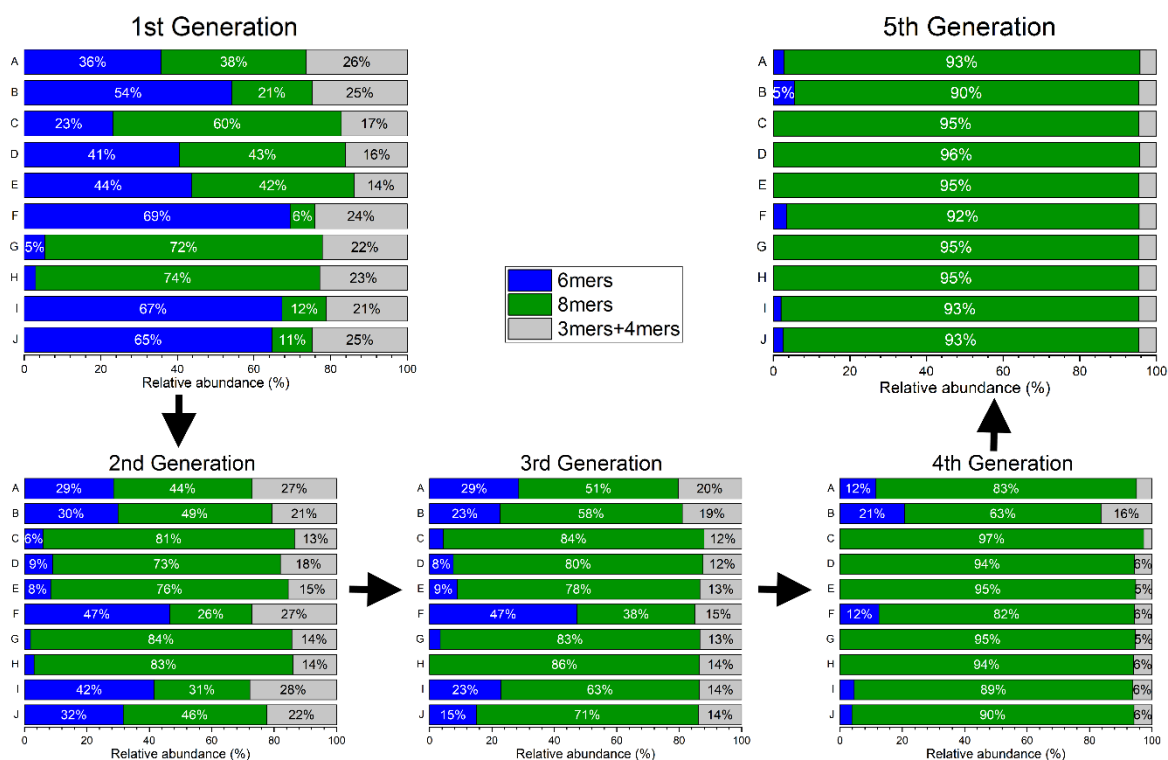 1st Generation
A 36% 38% 26%
B 54% 21% 25%
C 23% 60% 17%
D 41% 43% 16%
E 44% 42% 14%
F 69% 6% 24%
G 5% 72% 22%
H 74% 23%
I 67% 12% 21%
J 65% 11% 25%
0 20 40 60 80 100
Relative abundance (%)
6mers
8mers
3mers+4mers
5th Generation
A 93%
B 5% 90%
C 95%
D 96%
E 95%
F 92%
G 95%
H 95%
I 93%
J 93%
0 20 40 60 80 100
Relative abundance (%)
2nd Generation
A 29% 44% 27%
B 30% 49% 21%
C 6% 81% 13%
D 9% 73% 18%
E 8% 76% 15%
F 47% 26% 27%
G 84% 14%
H 83% 14%
I 42% 31% 28%
J 32% 46% 22%
0 20 40 60 80 100
Relative abundance (%)
3rd Generation
A 29% 51% 20%
B 23% 58% 19%
C 84% 12%
D 8% 80% 12%
E 9% 78% 13%
F 47% 38% 15%
G 83% 13%
H 86% 14%
I 23% 63% 14%
J 15% 71% 14%
0 20 40 60 80 100
Relative abundance (%)
4th Generation
A 12% 83%
B 21% 63% 16%
C 97%
D 94% 6%
E 95% 5%
F 12% 82% 6%
G 95% 5%
H 94% 6%
I 89% 6%
J 90% 6%
0 20 40 60 80 100
Relative abundance (%)